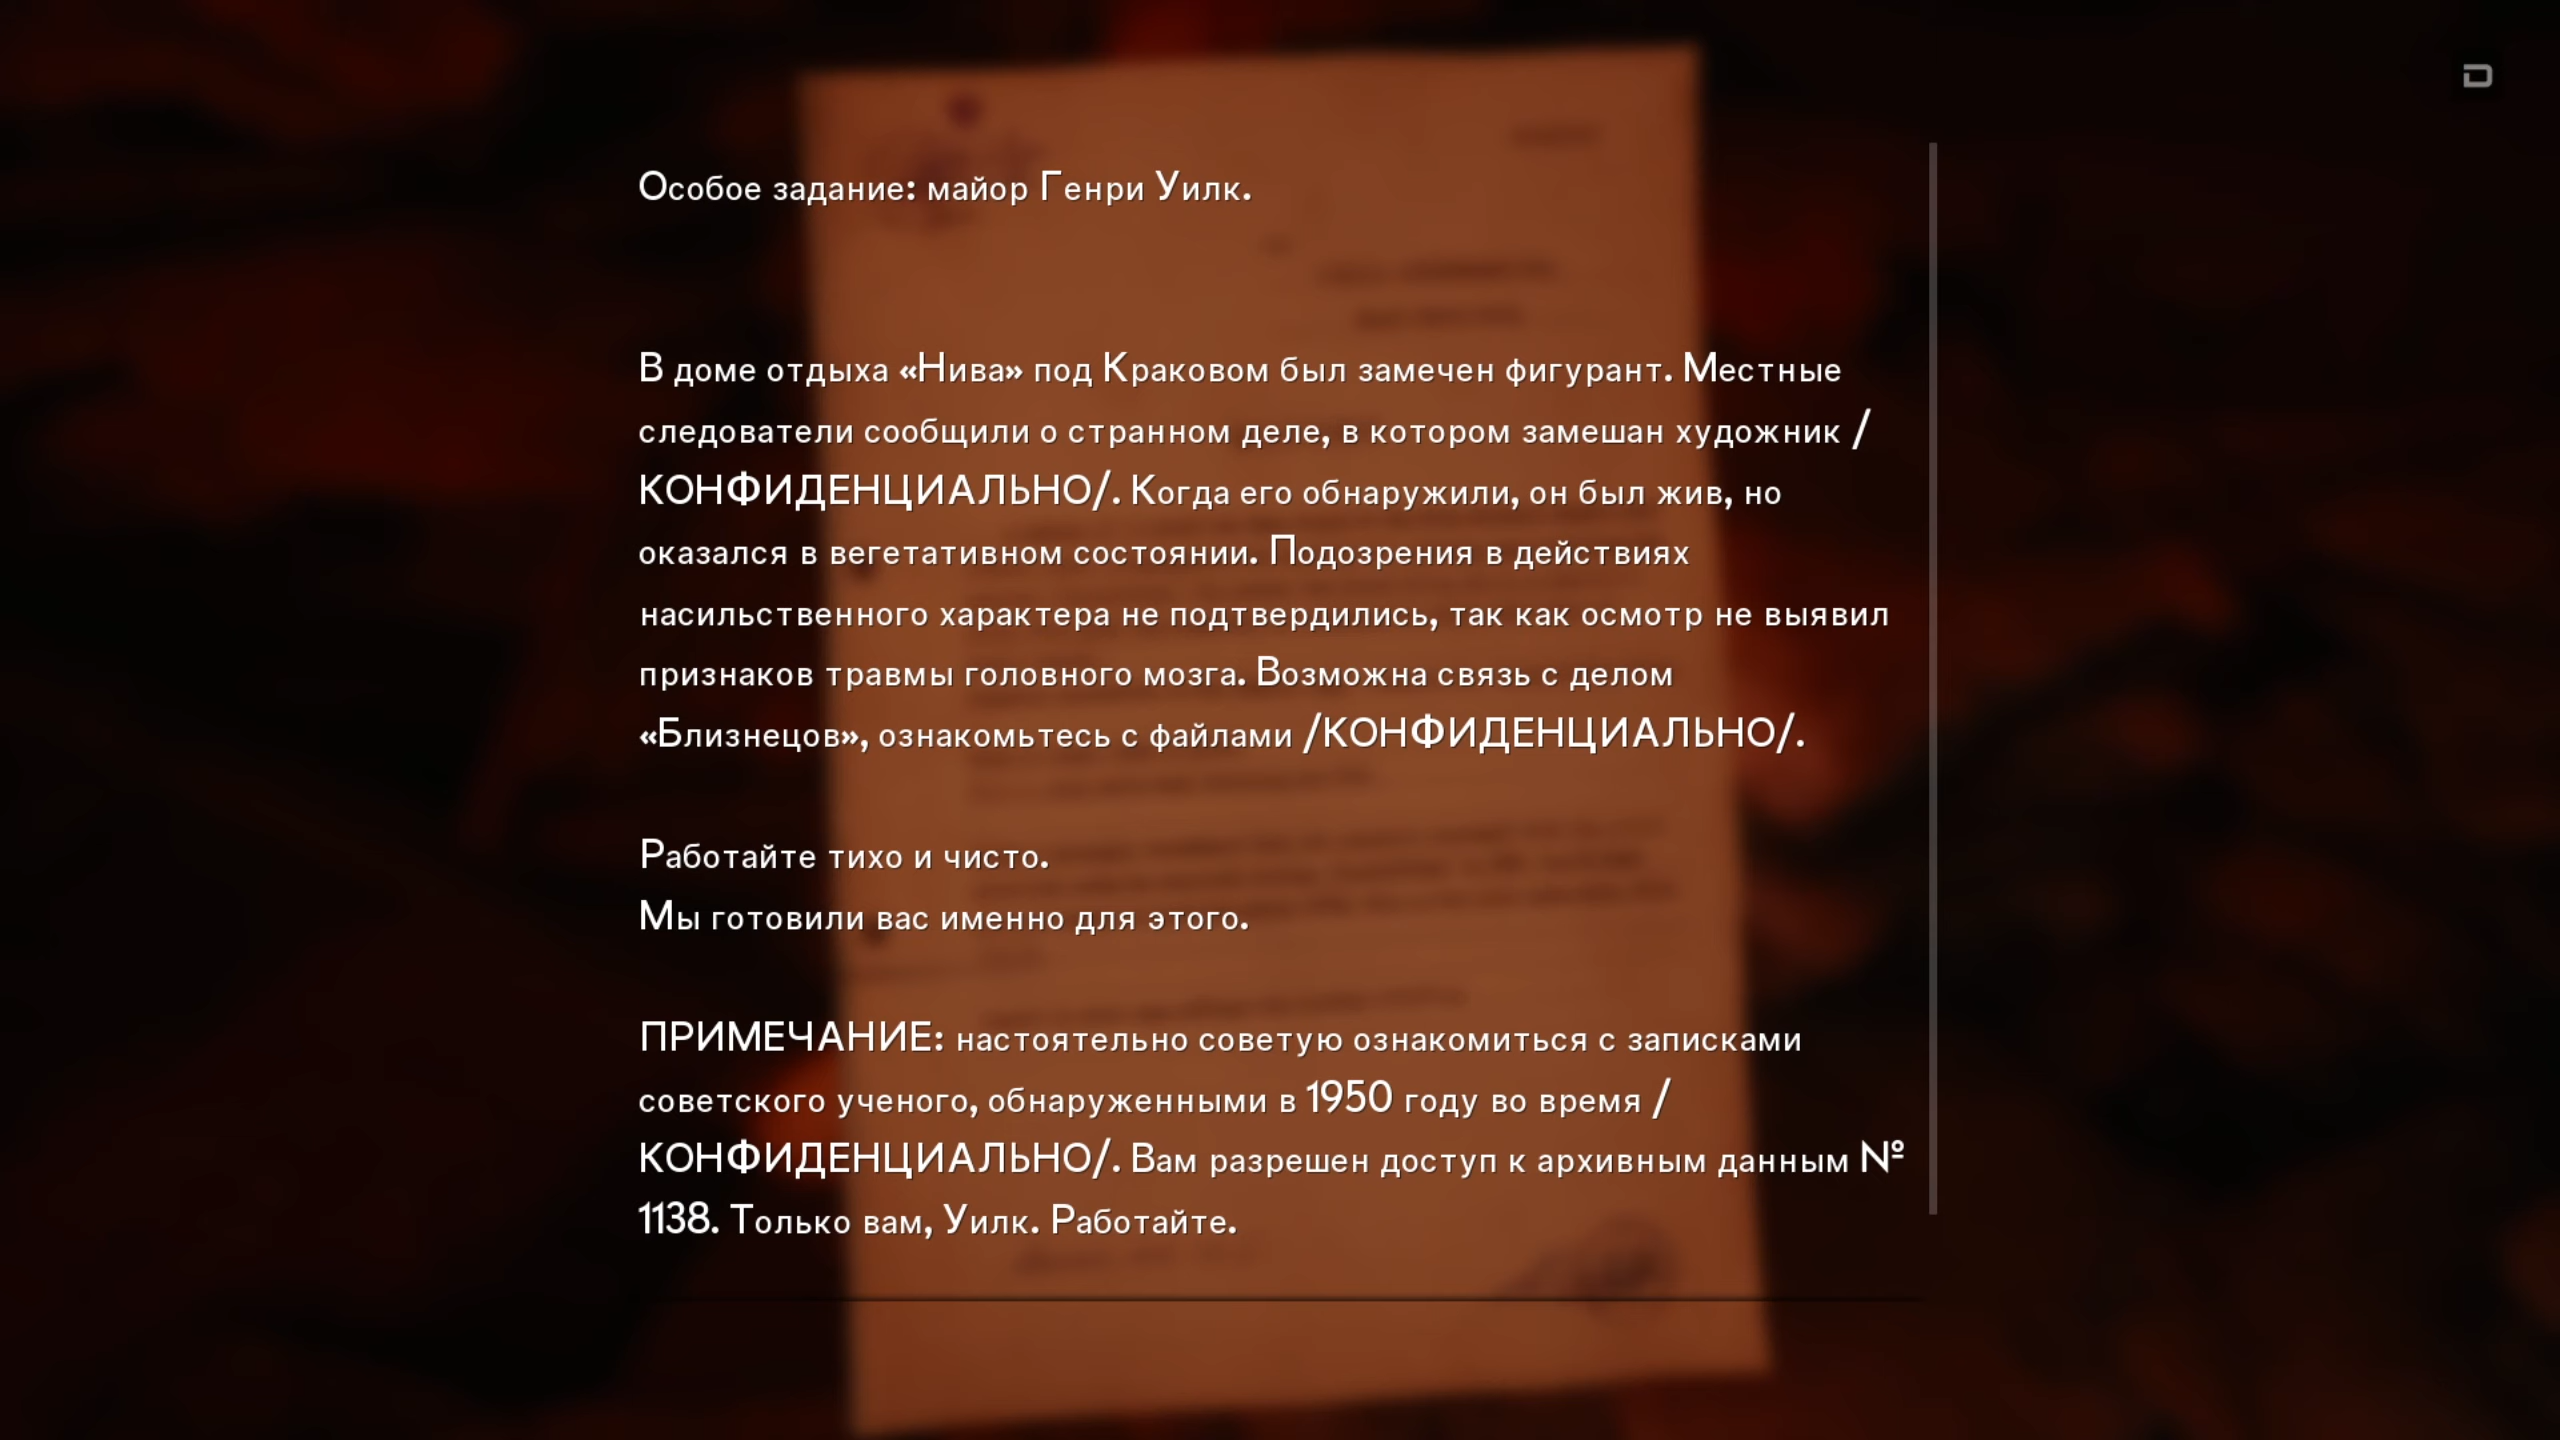 Особое задание: майор Генри Уилк.
В доме отдыха «Нива» под Краковом был замечен фигурант. Местные
следователи сообщили о странном деле, в котором замешан художник /
КОНФИДЕНЦИАЛЬНО/. Когда его обнаружили, он был жив, но
оказался в вегетативном состоянии. Подозрения в действиях
насильственного характера не подтвердились, так как осмотр не выявил
признаков травмы головного мозга. Возможна связь с делом
«Близнецов», ознакомьтесь с файлами /КОНФИДЕНЦИАЛЬНО/.
Работайте тихо и чисто.
Мы готовили вас именно для этого.
ПРИМЕЧАНИЕ: настоятельно советую ознакомиться с записками
советского ученого, обнаруженными в 1950 году во время /
КОНФИДЕНЦИАЛЬНО/. Вам разрешен доступ к архивным данным №
1138. Только вам, Уилк. Работайте.